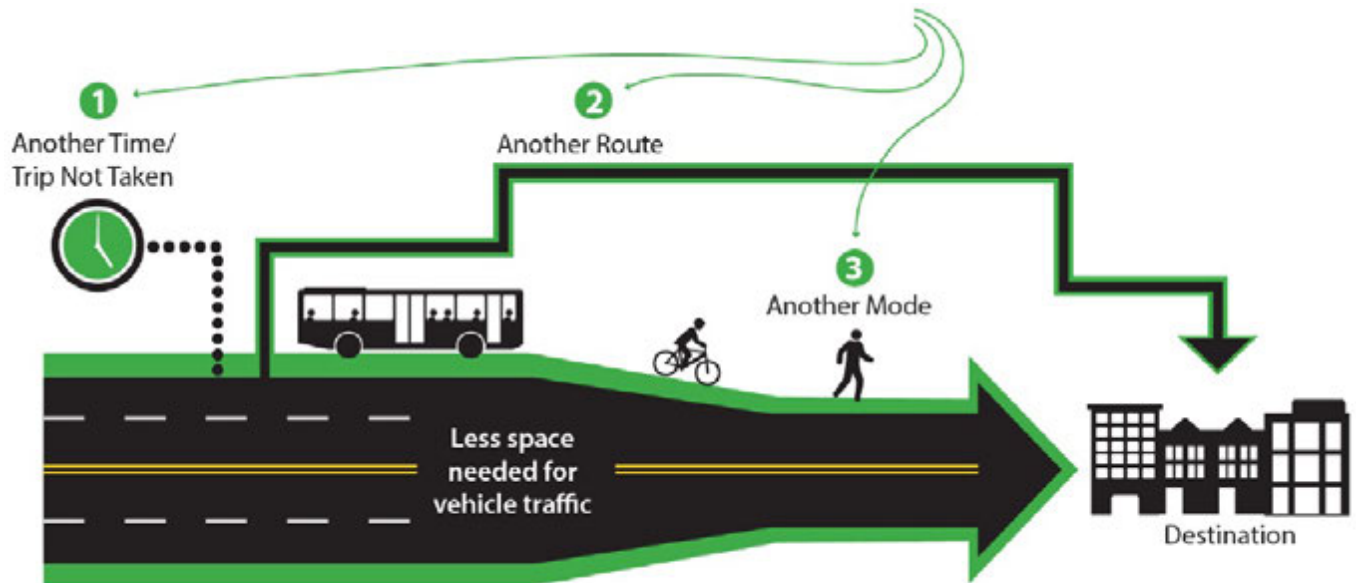 1
Another Time/
Trip Not Taken
2
Another Route
3
Another Mode
Less space
needed for
vehicle traffic
Destination